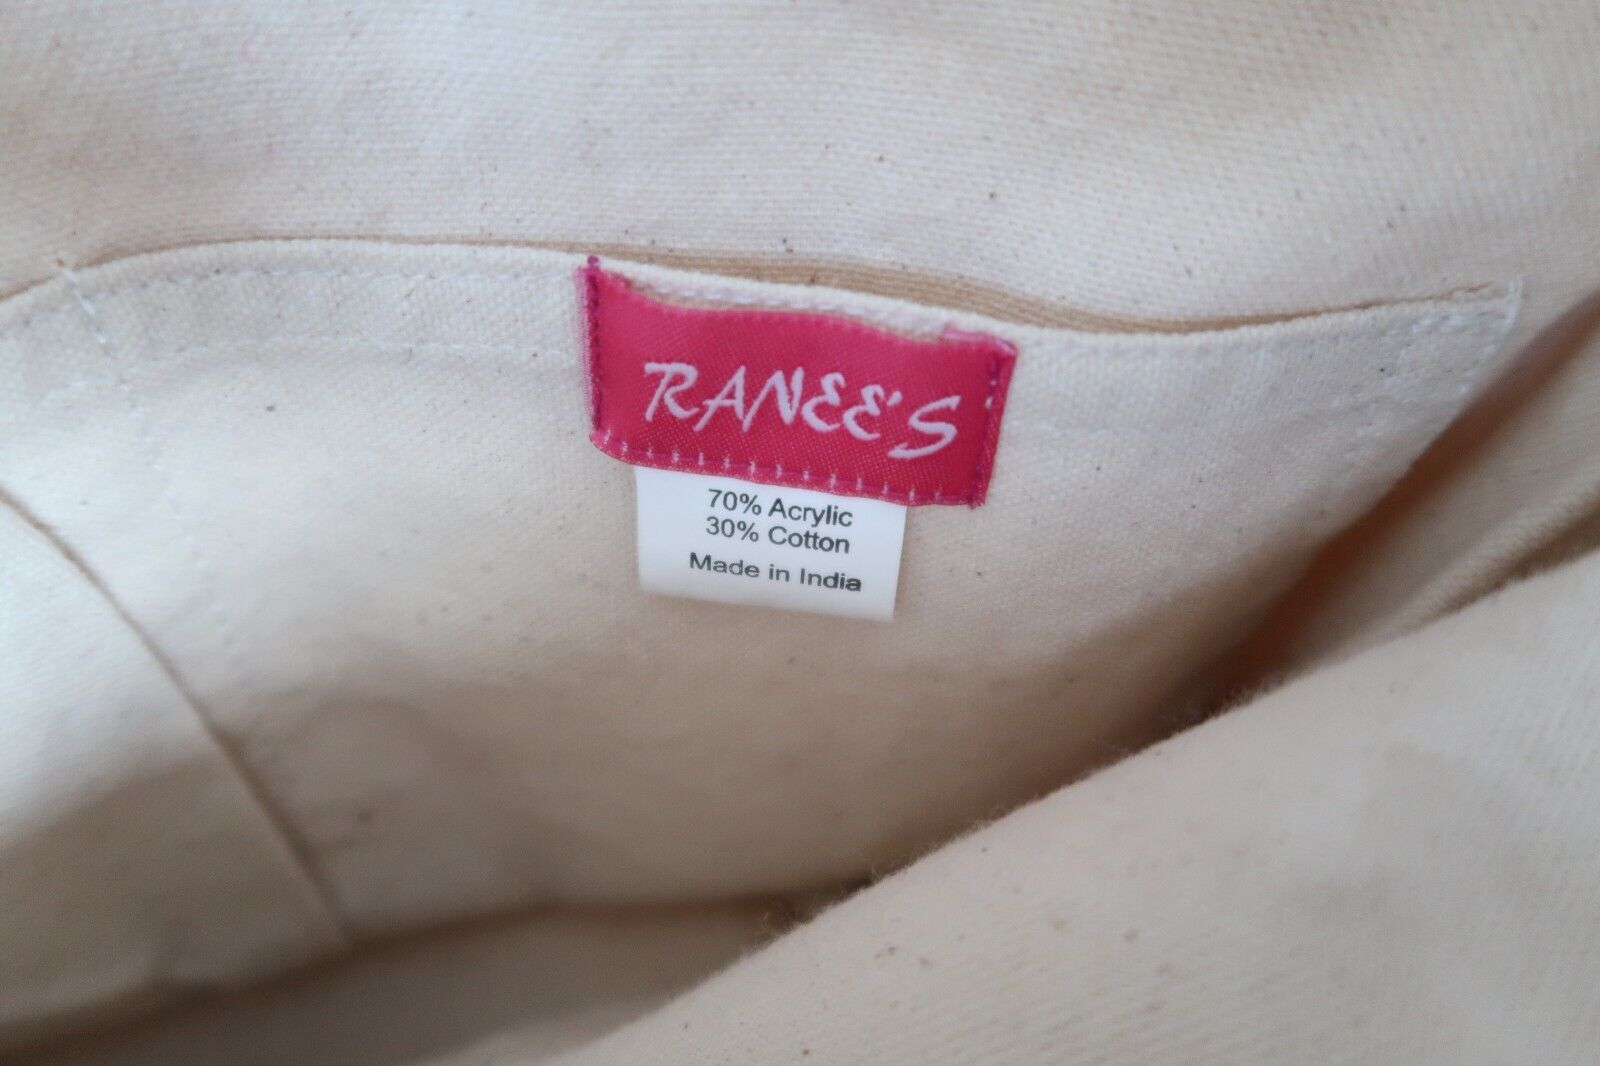 RANEE'S
70% Acrylic
30% Cotton
Made in India